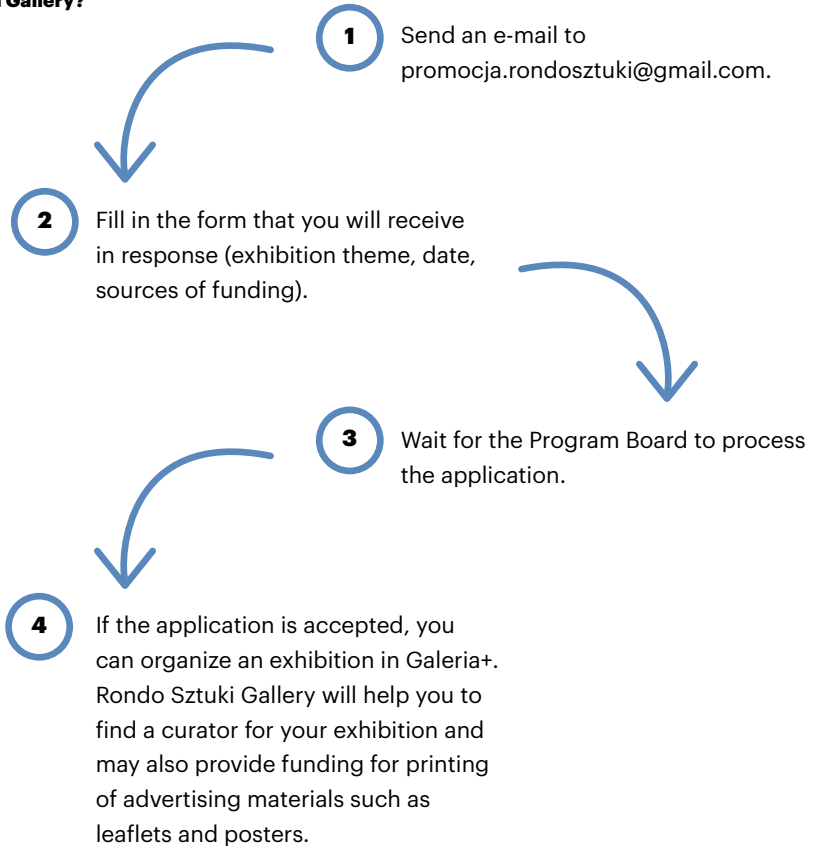 Gallery?
1
Send an e-mail to
promocja.rondosztuki@gmail.com.
2
Fill in the form that you will receive
in response (exhibition theme, date,
sources of funding).
3
Wait for the Program Board to process
the application.
4
If the application is accepted, you
can organize an exhibition in Galeria+.
Rondo Sztuki Gallery will help you to
find a curator for your exhibition and
may also provide funding for printing
of advertising materials such as
leaflets and posters.